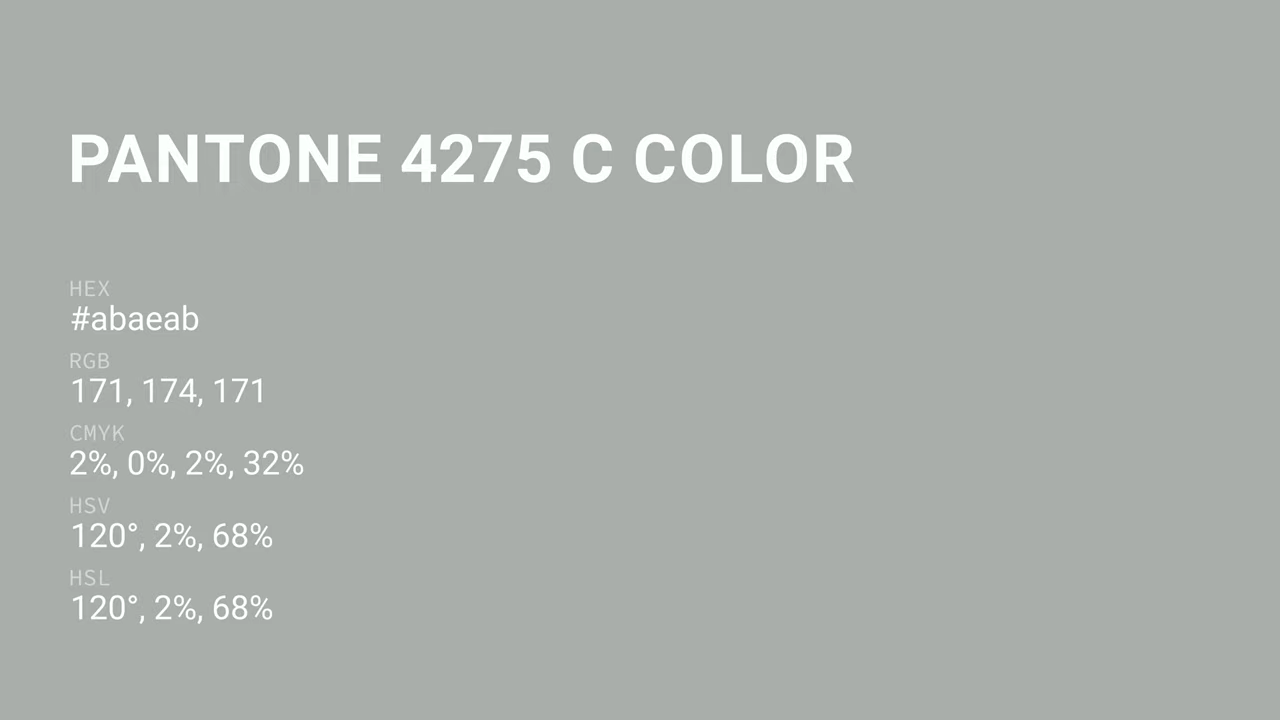 PANTONE 4275 C COLOR
HEX
#abaeab
RGB
171, 174, 171
CMYK
2%, 0%, 2%, 32%
HSV
120°, 2%, 68%
HSL
120°, 2%, 68%